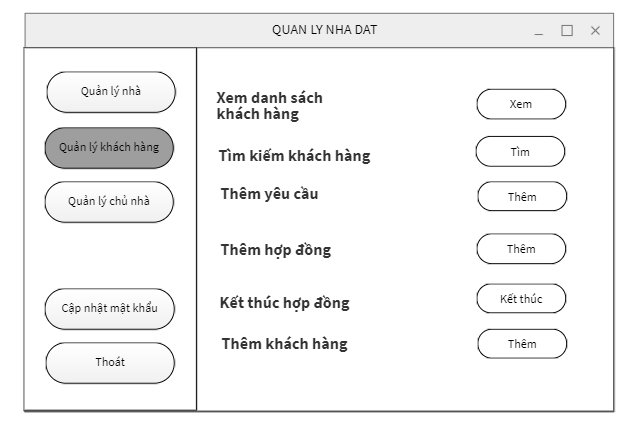 QUAN LY NHA DAT
Quản lý nhà
Quản lý khách hàng
Quản lý chủ nhà
Cập nhật mật khẩu
Thoát
Xem danh sách
khách hàng
Xem
Tìm kiếm khách hàng
Tìm
Thêm yêu cầu
Thêm
Thêm hợp đồng
Thêm
Kết thúc hợp đồng
Kết thúc
Thêm khách hàng
Thêm